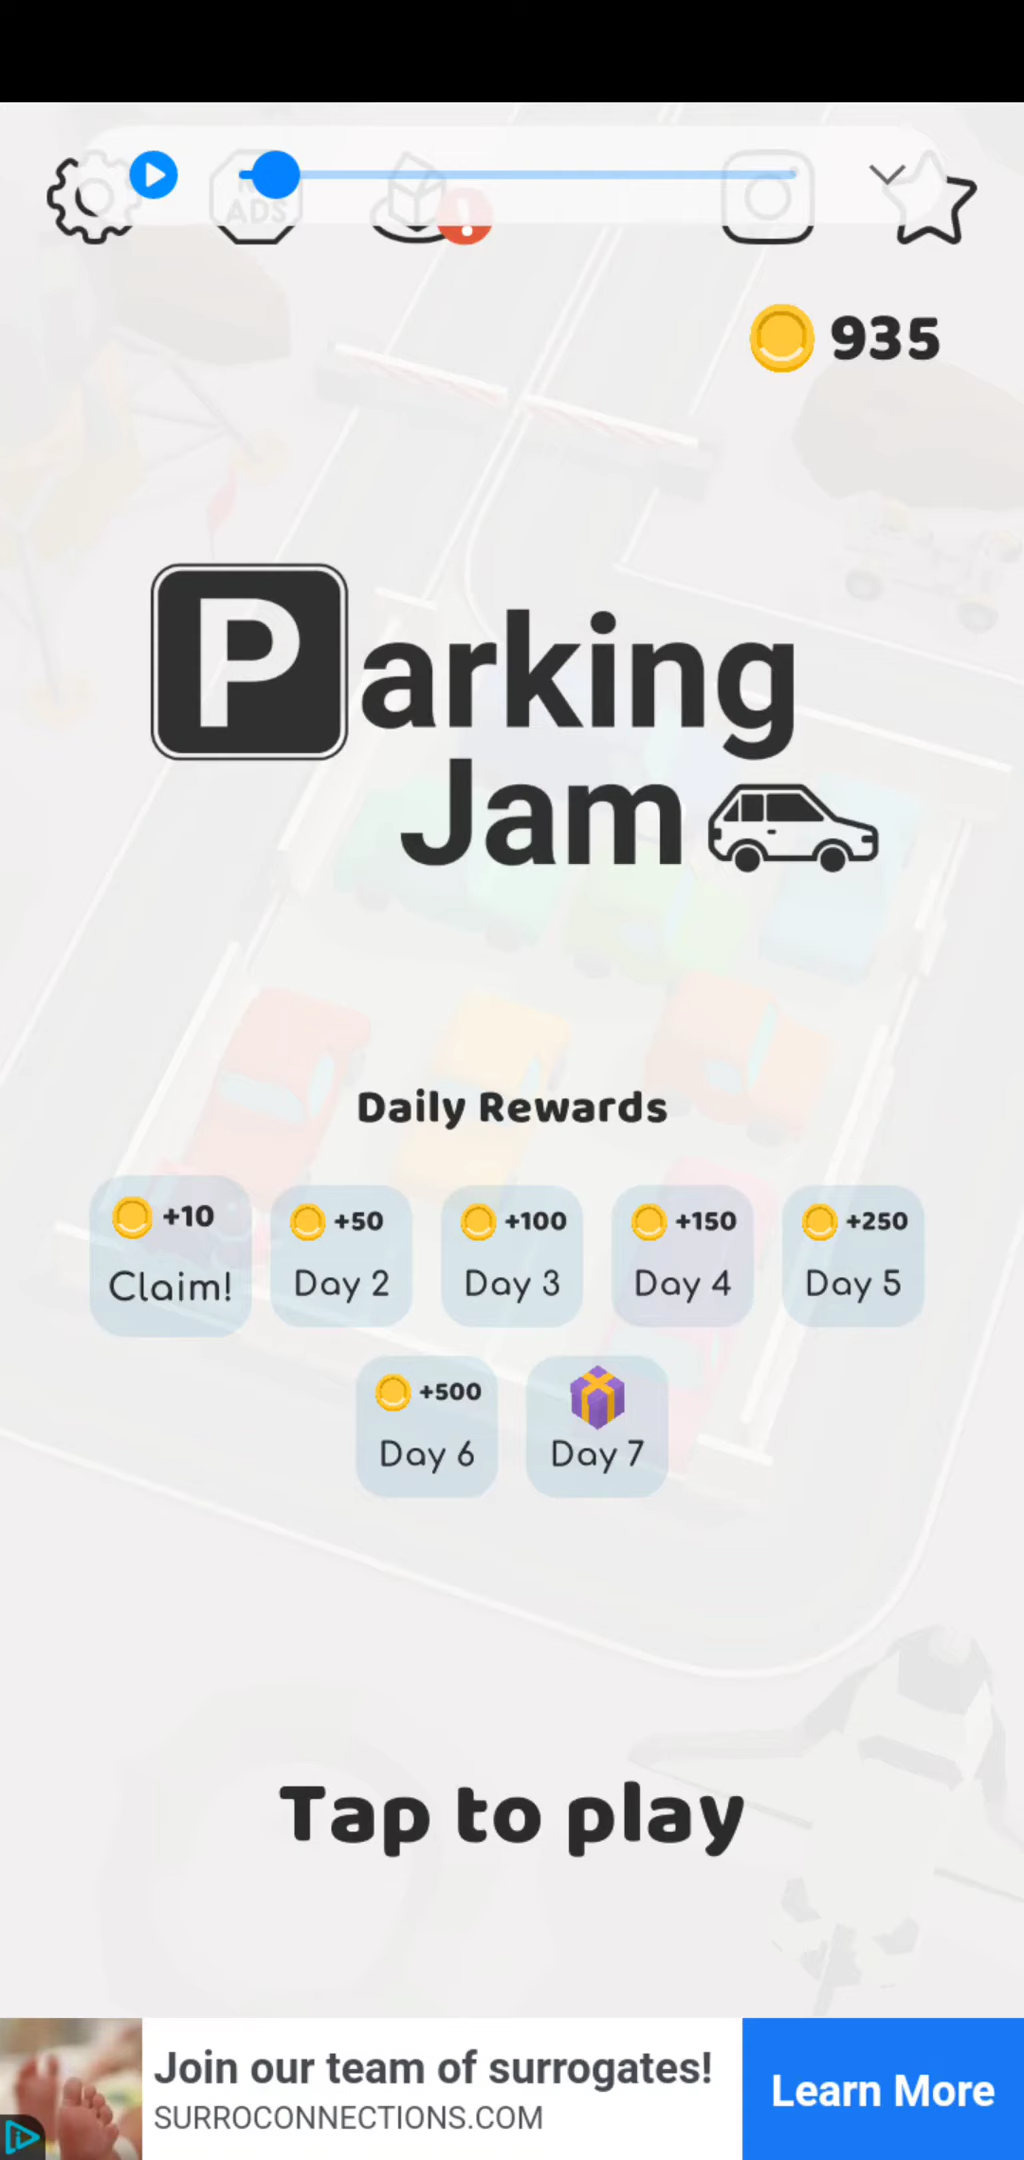 NO
ADS
935
Parking
Jam
Daily Rewards
+10
Claim!
+50
Day 2
+100
Day 3
+150
Day 4
+250
Day 5
+500
Day 6
Day 7
Tap to play
Join our team of surrogates!
SURROCONNECTIONS.COM
Learn More